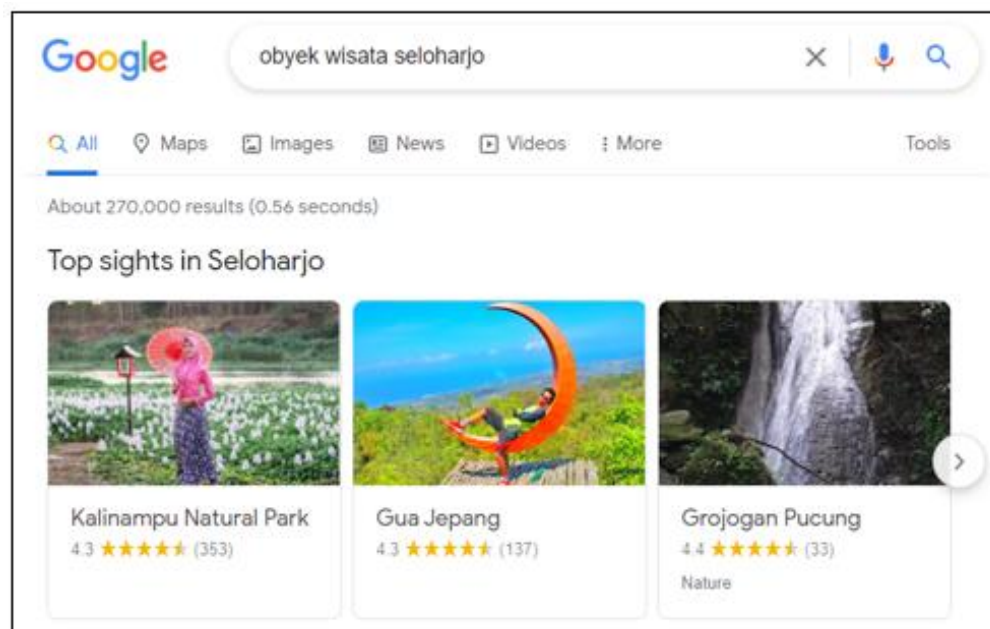 Google
obyek wisata seloharjo
All Maps Images News Videos More Tools
About 270,000 results (0.56 seconds)
Top sights in Seloharjo
Kalinampu Natural Park
4.3 (353)
Gua Jepang
4.3 (137)
Grojogan Pucung
4.4 (33)
Nature